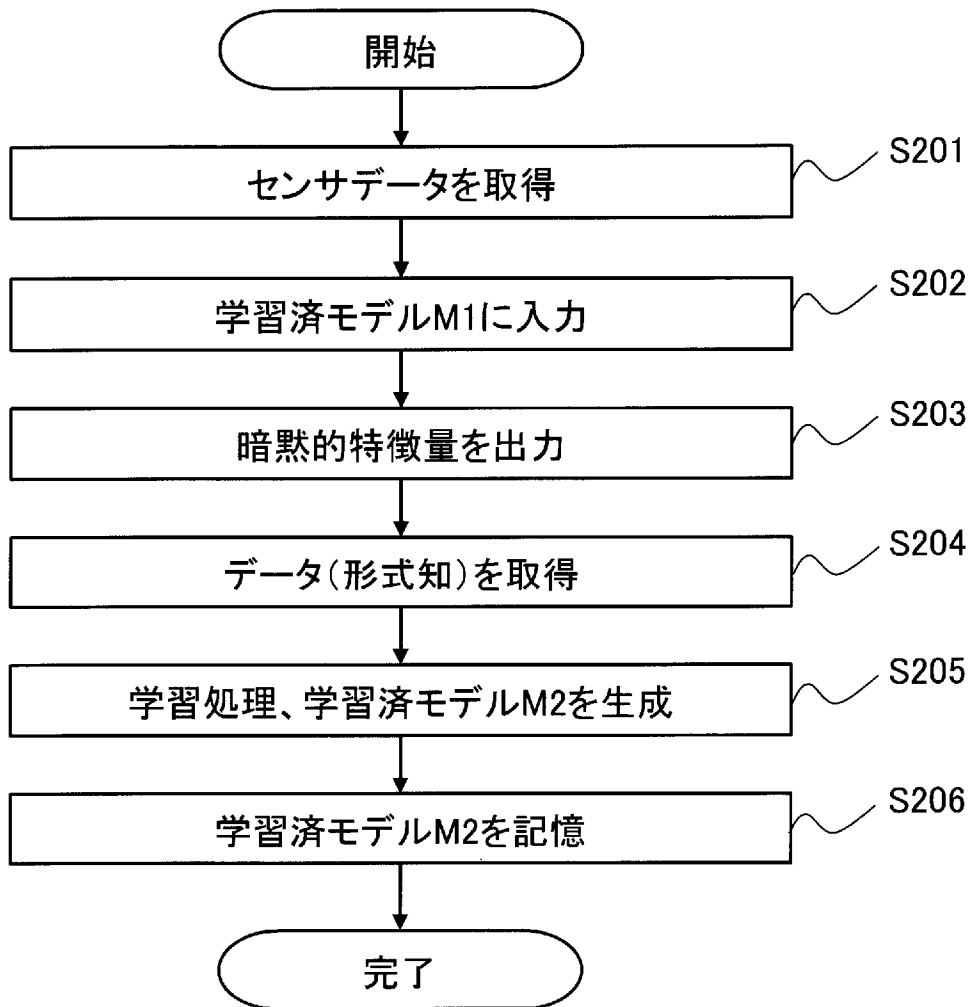 開始
センサデータを取得
S201
学習済モデルM1に入力
S202
暗黙的特徴量を出力
S203
データ(形式知)を取得
S204
学習処理、学習済モデルM2を生成
S205
学習済モデルM2を記憶
S206
完了